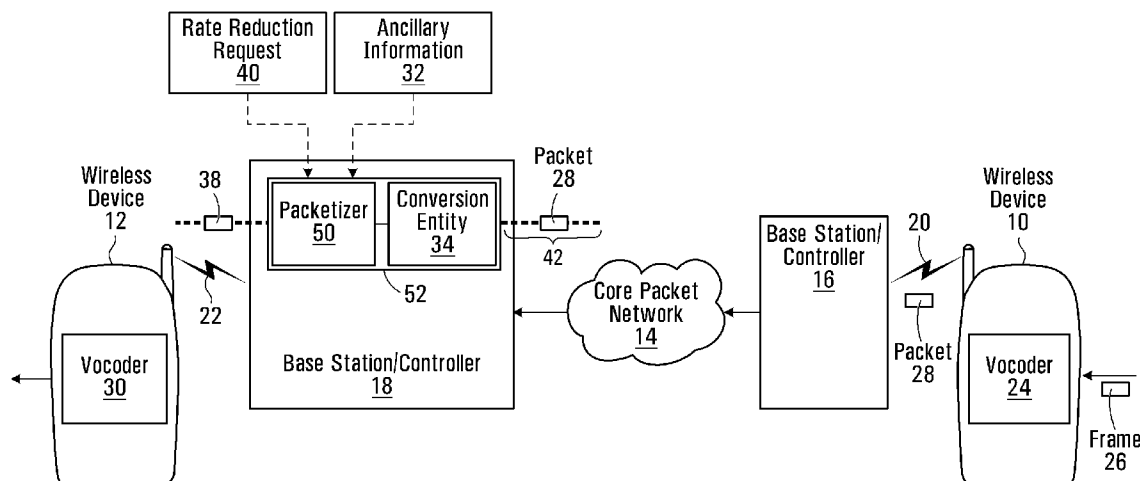 Rate Reduction
Request
40
Ancillary
Information
32
Wireless
Device
12
38
Packetizer
50
Conversion
Entity
34
Packet
28
42
52
22
Vocoder
30
Base Station/Controller
18
Core Packet
Network
14
Base Station/
Controller
16
20
Packet
28
Wireless
Device
10
Vocoder
24
Frame
26